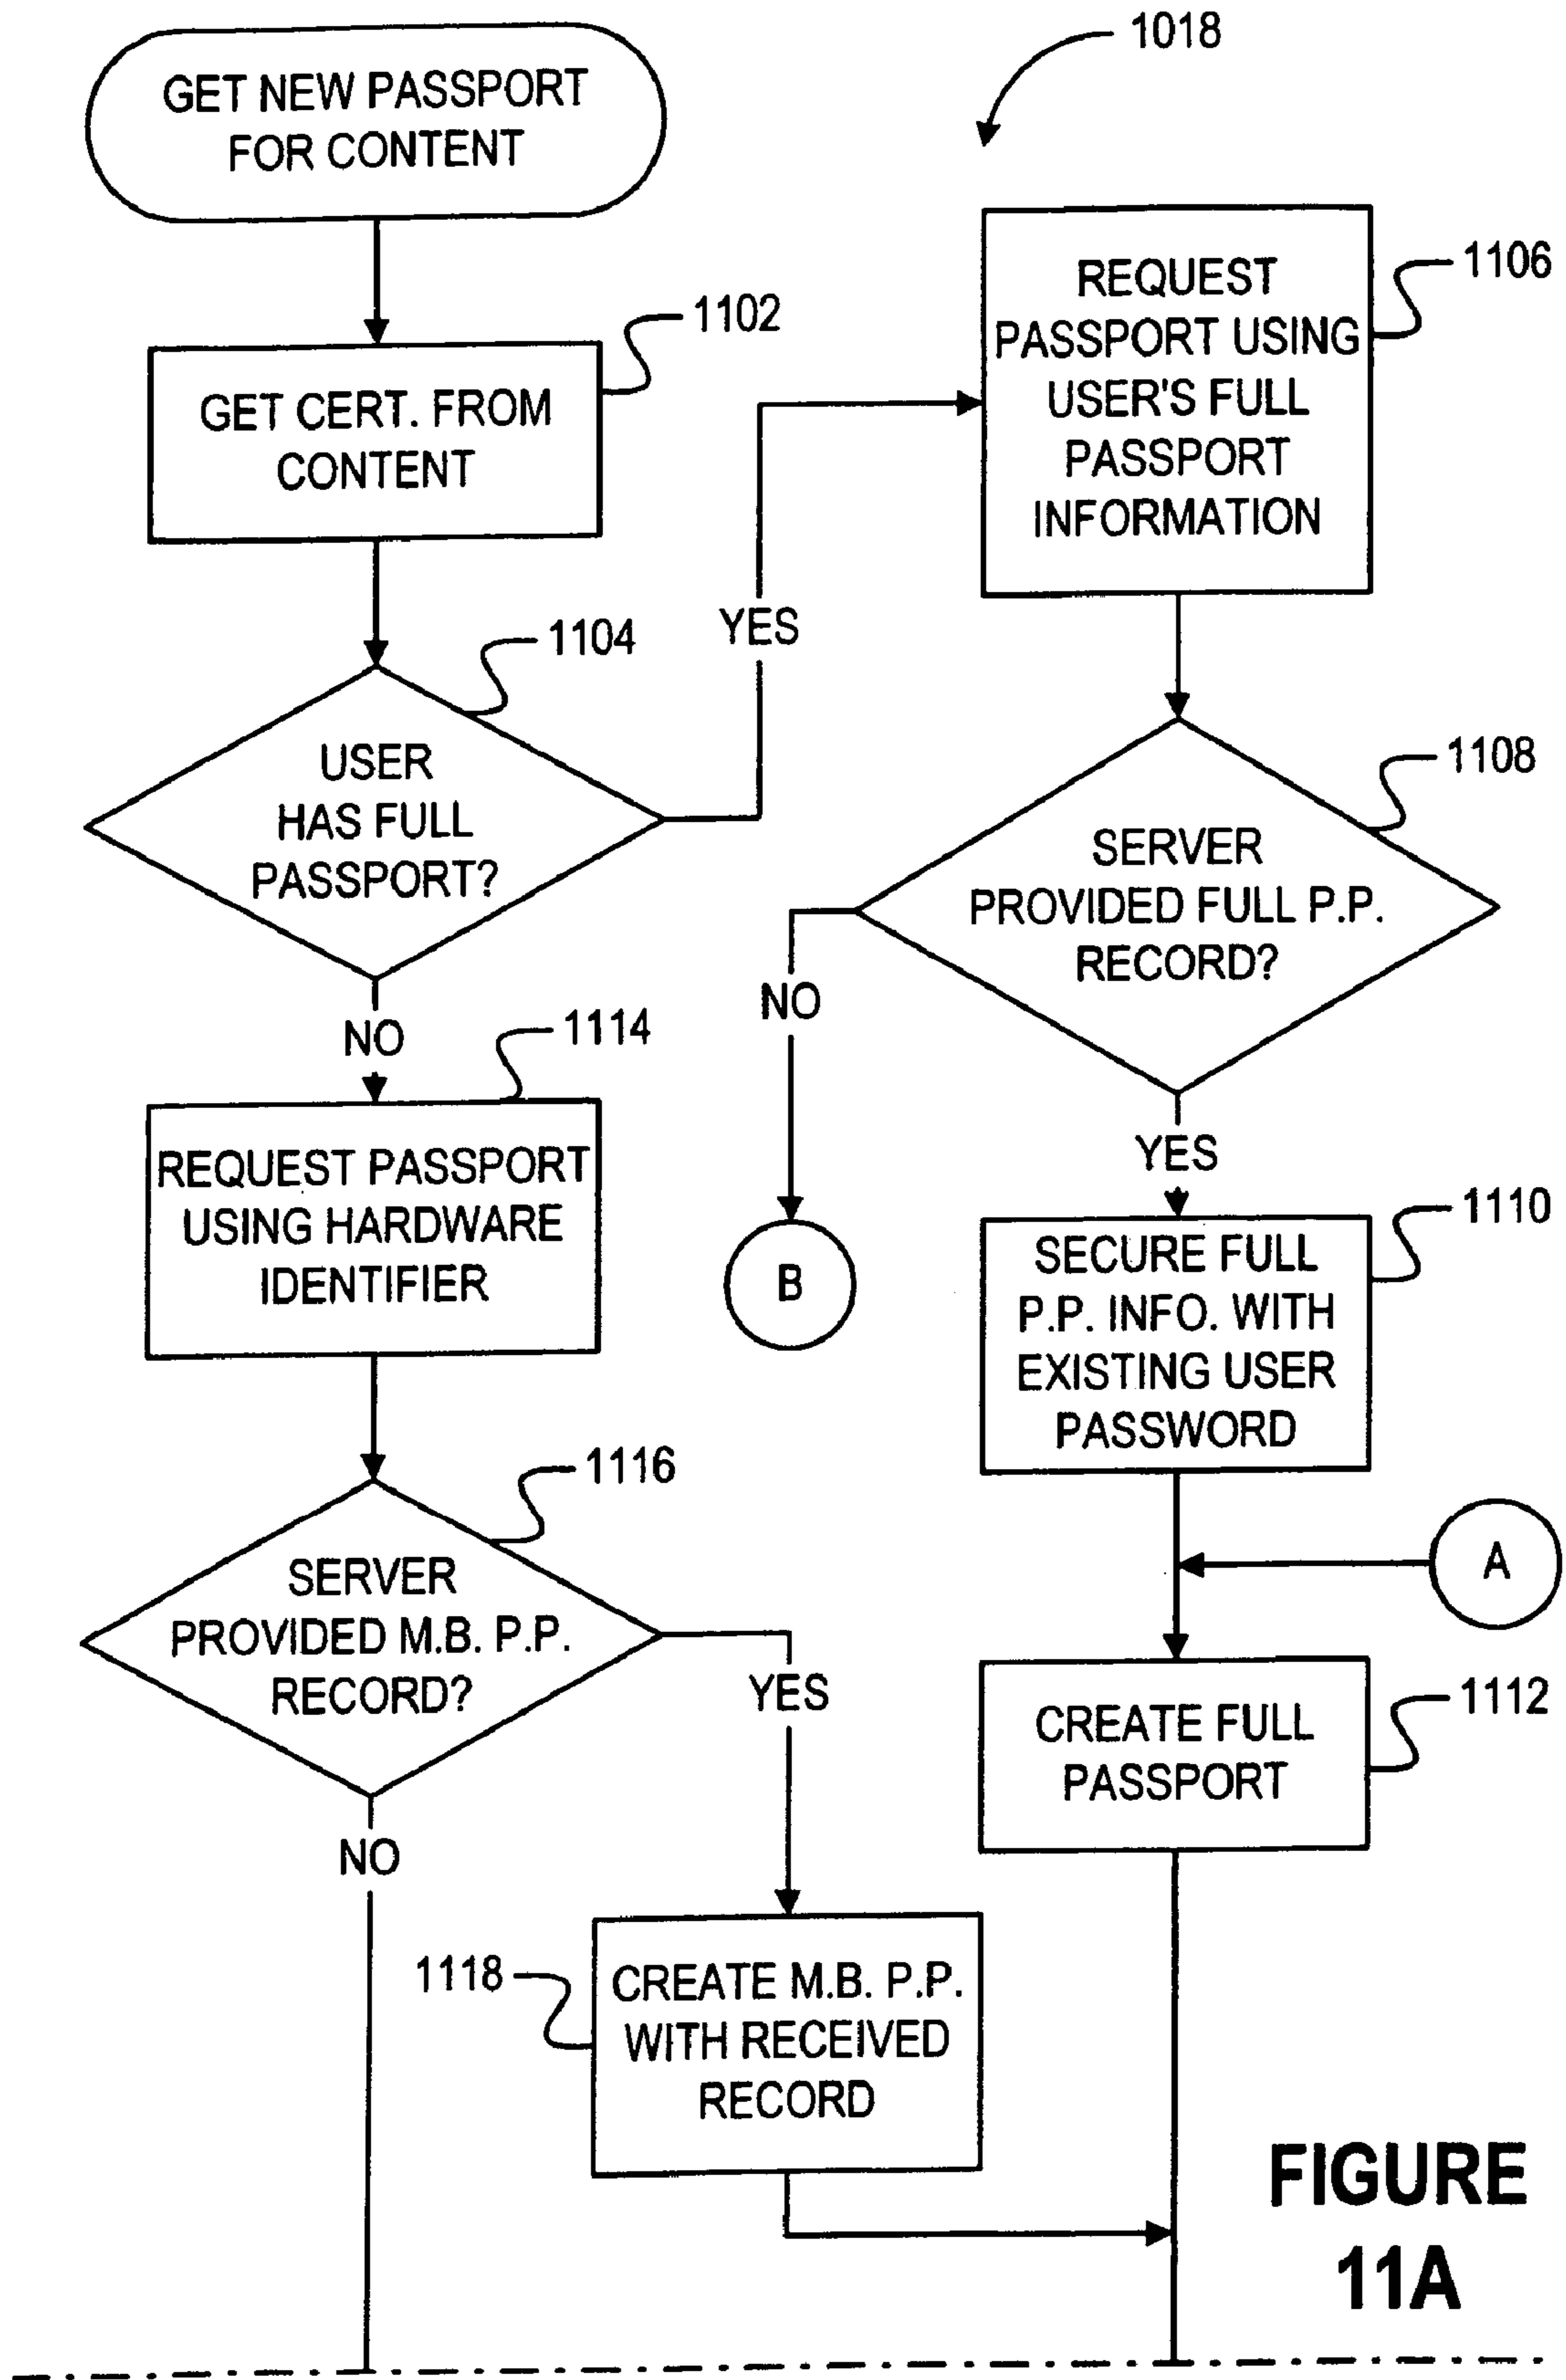 1018
GET NEW PASSPORT
FOR CONTENT
1102
GET CERT. FROM
CONTENT
1104
USER
HAS FULL
PASSPORT?
YES
NO
1106
REQUEST
PASSPORT USING
USER'S FULL
PASSPORT
INFORMATION
1108
SERVER
PROVIDED FULL P.P.
RECORD?
NO
B
YES
1110
SECURE FULL
P.P. INFO. WITH
EXISTING USER
PASSWORD
A
1112
CREATE FULL
PASSPORT
1114
REQUEST PASSPORT
USING HARDWARE
IDENTIFIER
1116
SERVER
PROVIDED M.B. P.P.
RECORD?
YES
NO
1118
CREATE M.B. P.P.
WITH RECEIVED
RECORD
FIGURE
11A